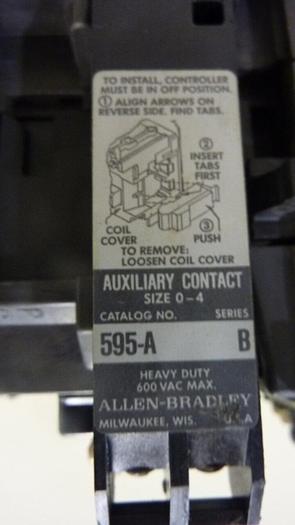 TO INSTALL, CONTROLLER
MUST BE IN OFF POSITION.
① ALIGN ARROWS ON
REVERSE SIDE. FIND TABS.
②
INSERT
TABS
FIRST
③
COIL
COVER
PUSH
TO REMOVE:
LOOSEN COIL COVER
AUXILIARY CONTACT
SIZE 0-4
CATALOG NO. SERIES
595-A B
HEAVY DUTY
600 VAC MAX.
ALLEN-BRADLEY
MILWAUKEE, WIS. U.S.A